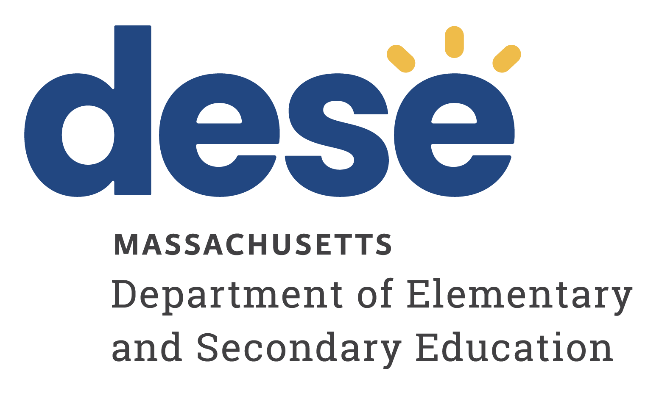 dese
MASSACHUSETTS
Department of Elementary
and Secondary Education